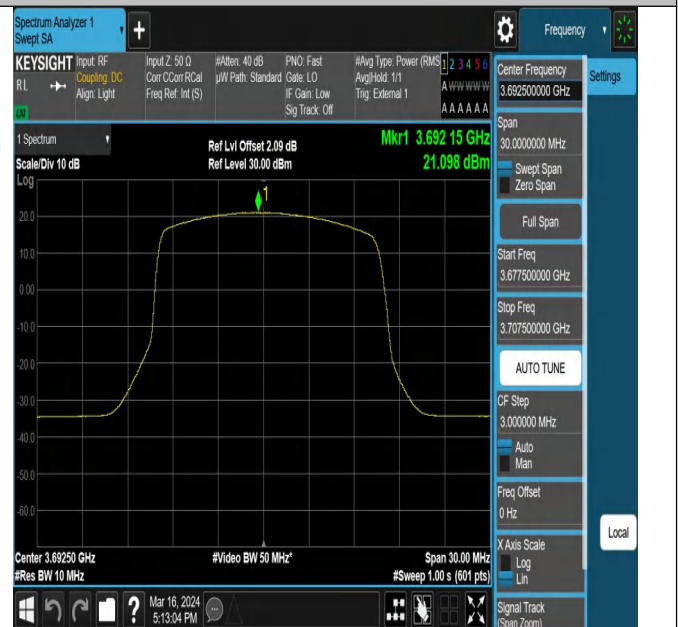 Spectrum Analyzer 1
Swept SA
+
Frequency
KEYSIGHT
RL
Input: RF
Coupling: DC
Align: Light
Input Z: 50 Ω
Corr CCorr RCal
Freq Ref: Int (S)
#Atten: 40 dB
µW Path: Standard
PNO: Fast
Gate: LO
IF Gain: Low
Sig Track: Off
#Avg Type: Power (RMS
Avg|Hold: 1/1
Trig: External 1
1 2 3 4 5 6
A W W W W W
A A A A A A
LXI
1 Spectrum
Scale/Div 10 dB
Log
Ref Lvl Offset 2.09 dB
Ref Level 30.00 dBm
Mkr1 3.692 15 GHz
21.098 dBm
1
20.0
10.0
0.00
-10.0
-20.0
-30.0
-40.0
-50.0
-60.0
Center 3.69250 GHz
#Res BW 10 MHz
#Video BW 50 MHz*
Span 30.00 MHz
#Sweep 1.00 s (601 pts)
?
Mar 16, 2024
5:13:04 PM
Center Frequency
3.692500000 GHz
Span
30.0000000 MHz
Swept Span
Zero Span
Full Span
Start Freq
3.677500000 GHz
Stop Freq
3.707500000 GHz
AUTO TUNE
CF Step
3.000000 MHz
Auto
Man
Freq Offset
0 Hz
X Axis Scale
Log
Lin
Signal Track
(Span Zoom)
Settings
Local